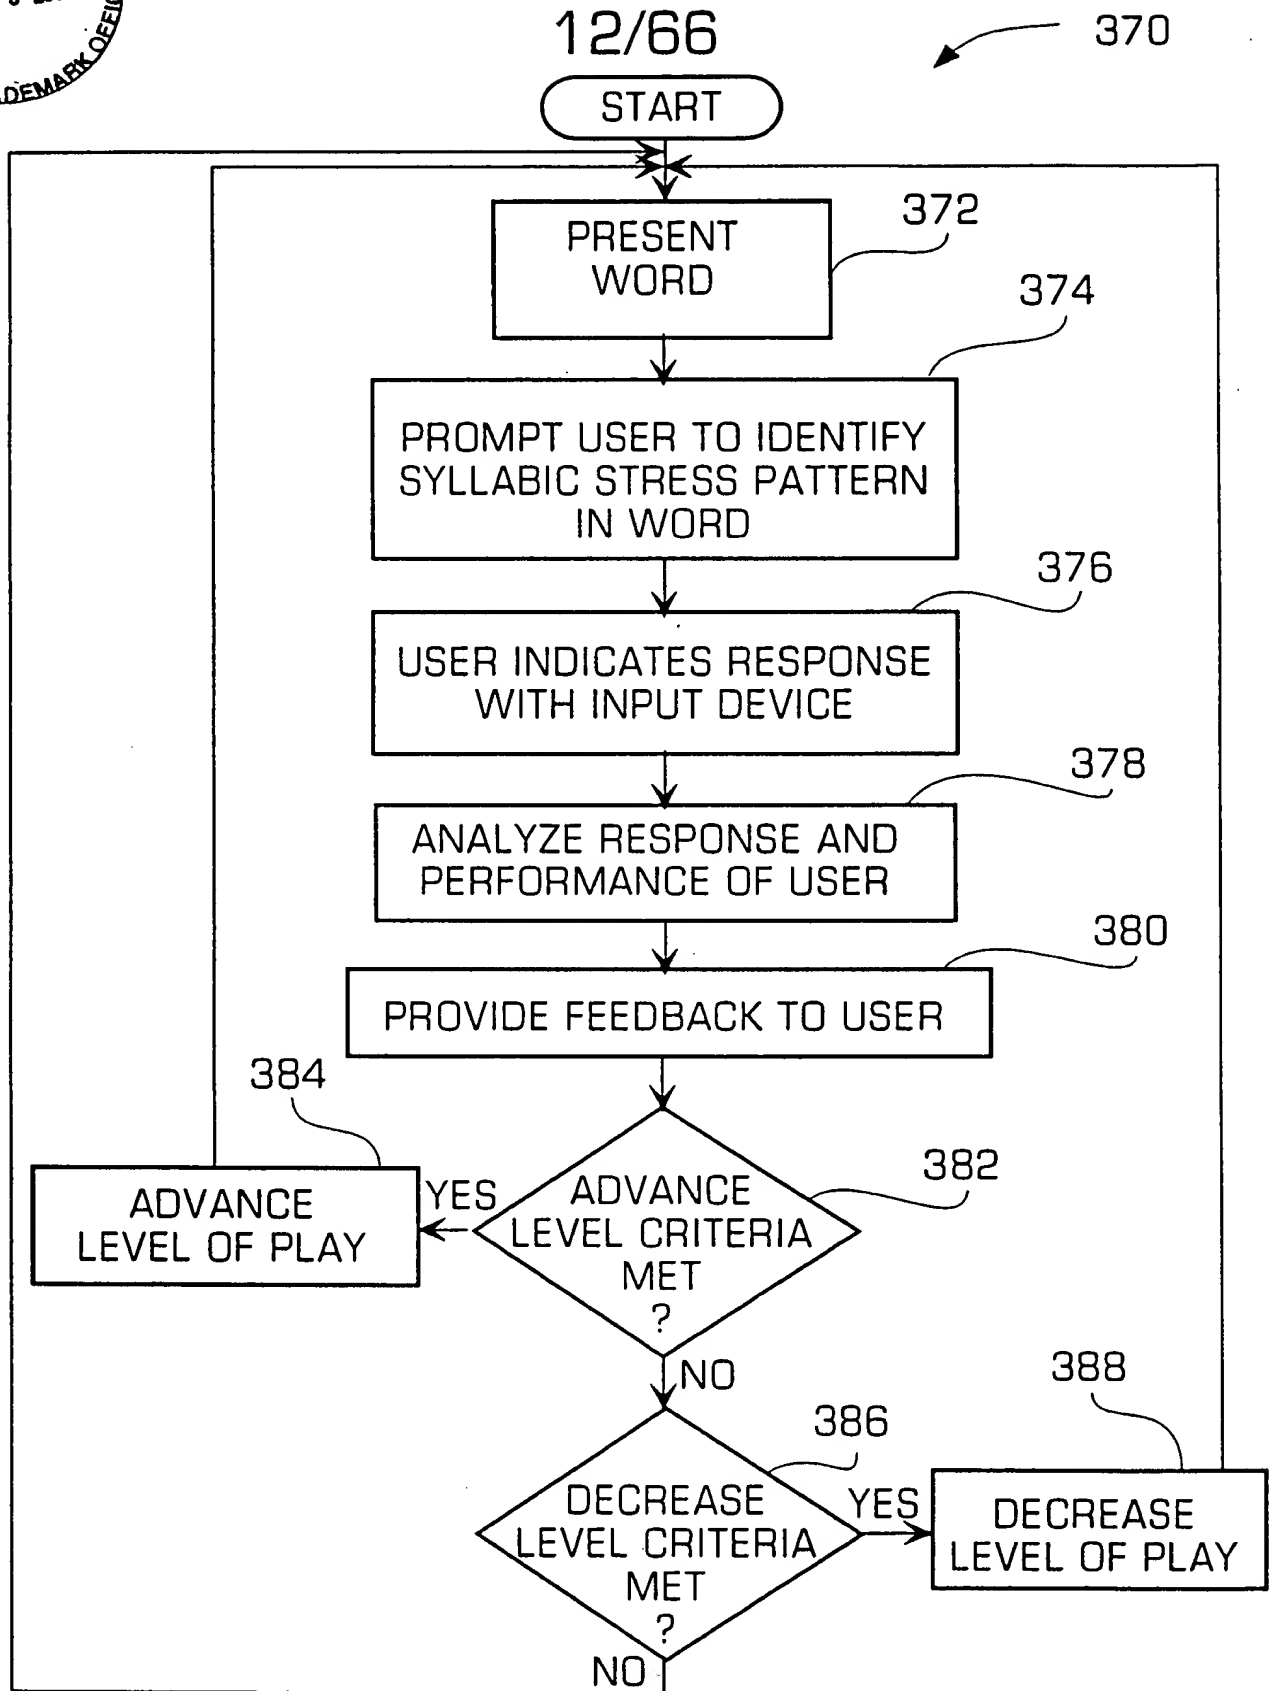 12/66
370
START
372
PRESENT
WORD
374
PROMPT USER TO IDENTIFY
SYLLABIC STRESS PATTERN
IN WORD
376
USER INDICATES RESPONSE
WITH INPUT DEVICE
378
ANALYZE RESPONSE AND
PERFORMANCE OF USER
380
PROVIDE FEEDBACK TO USER
384
382
ADVANCE
LEVEL OF PLAY
YES
ADVANCE
LEVEL CRITERIA
MET
?
NO
388
386
DECREASE
LEVEL CRITERIA
MET
?
YES
DECREASE
LEVEL OF PLAY
NO